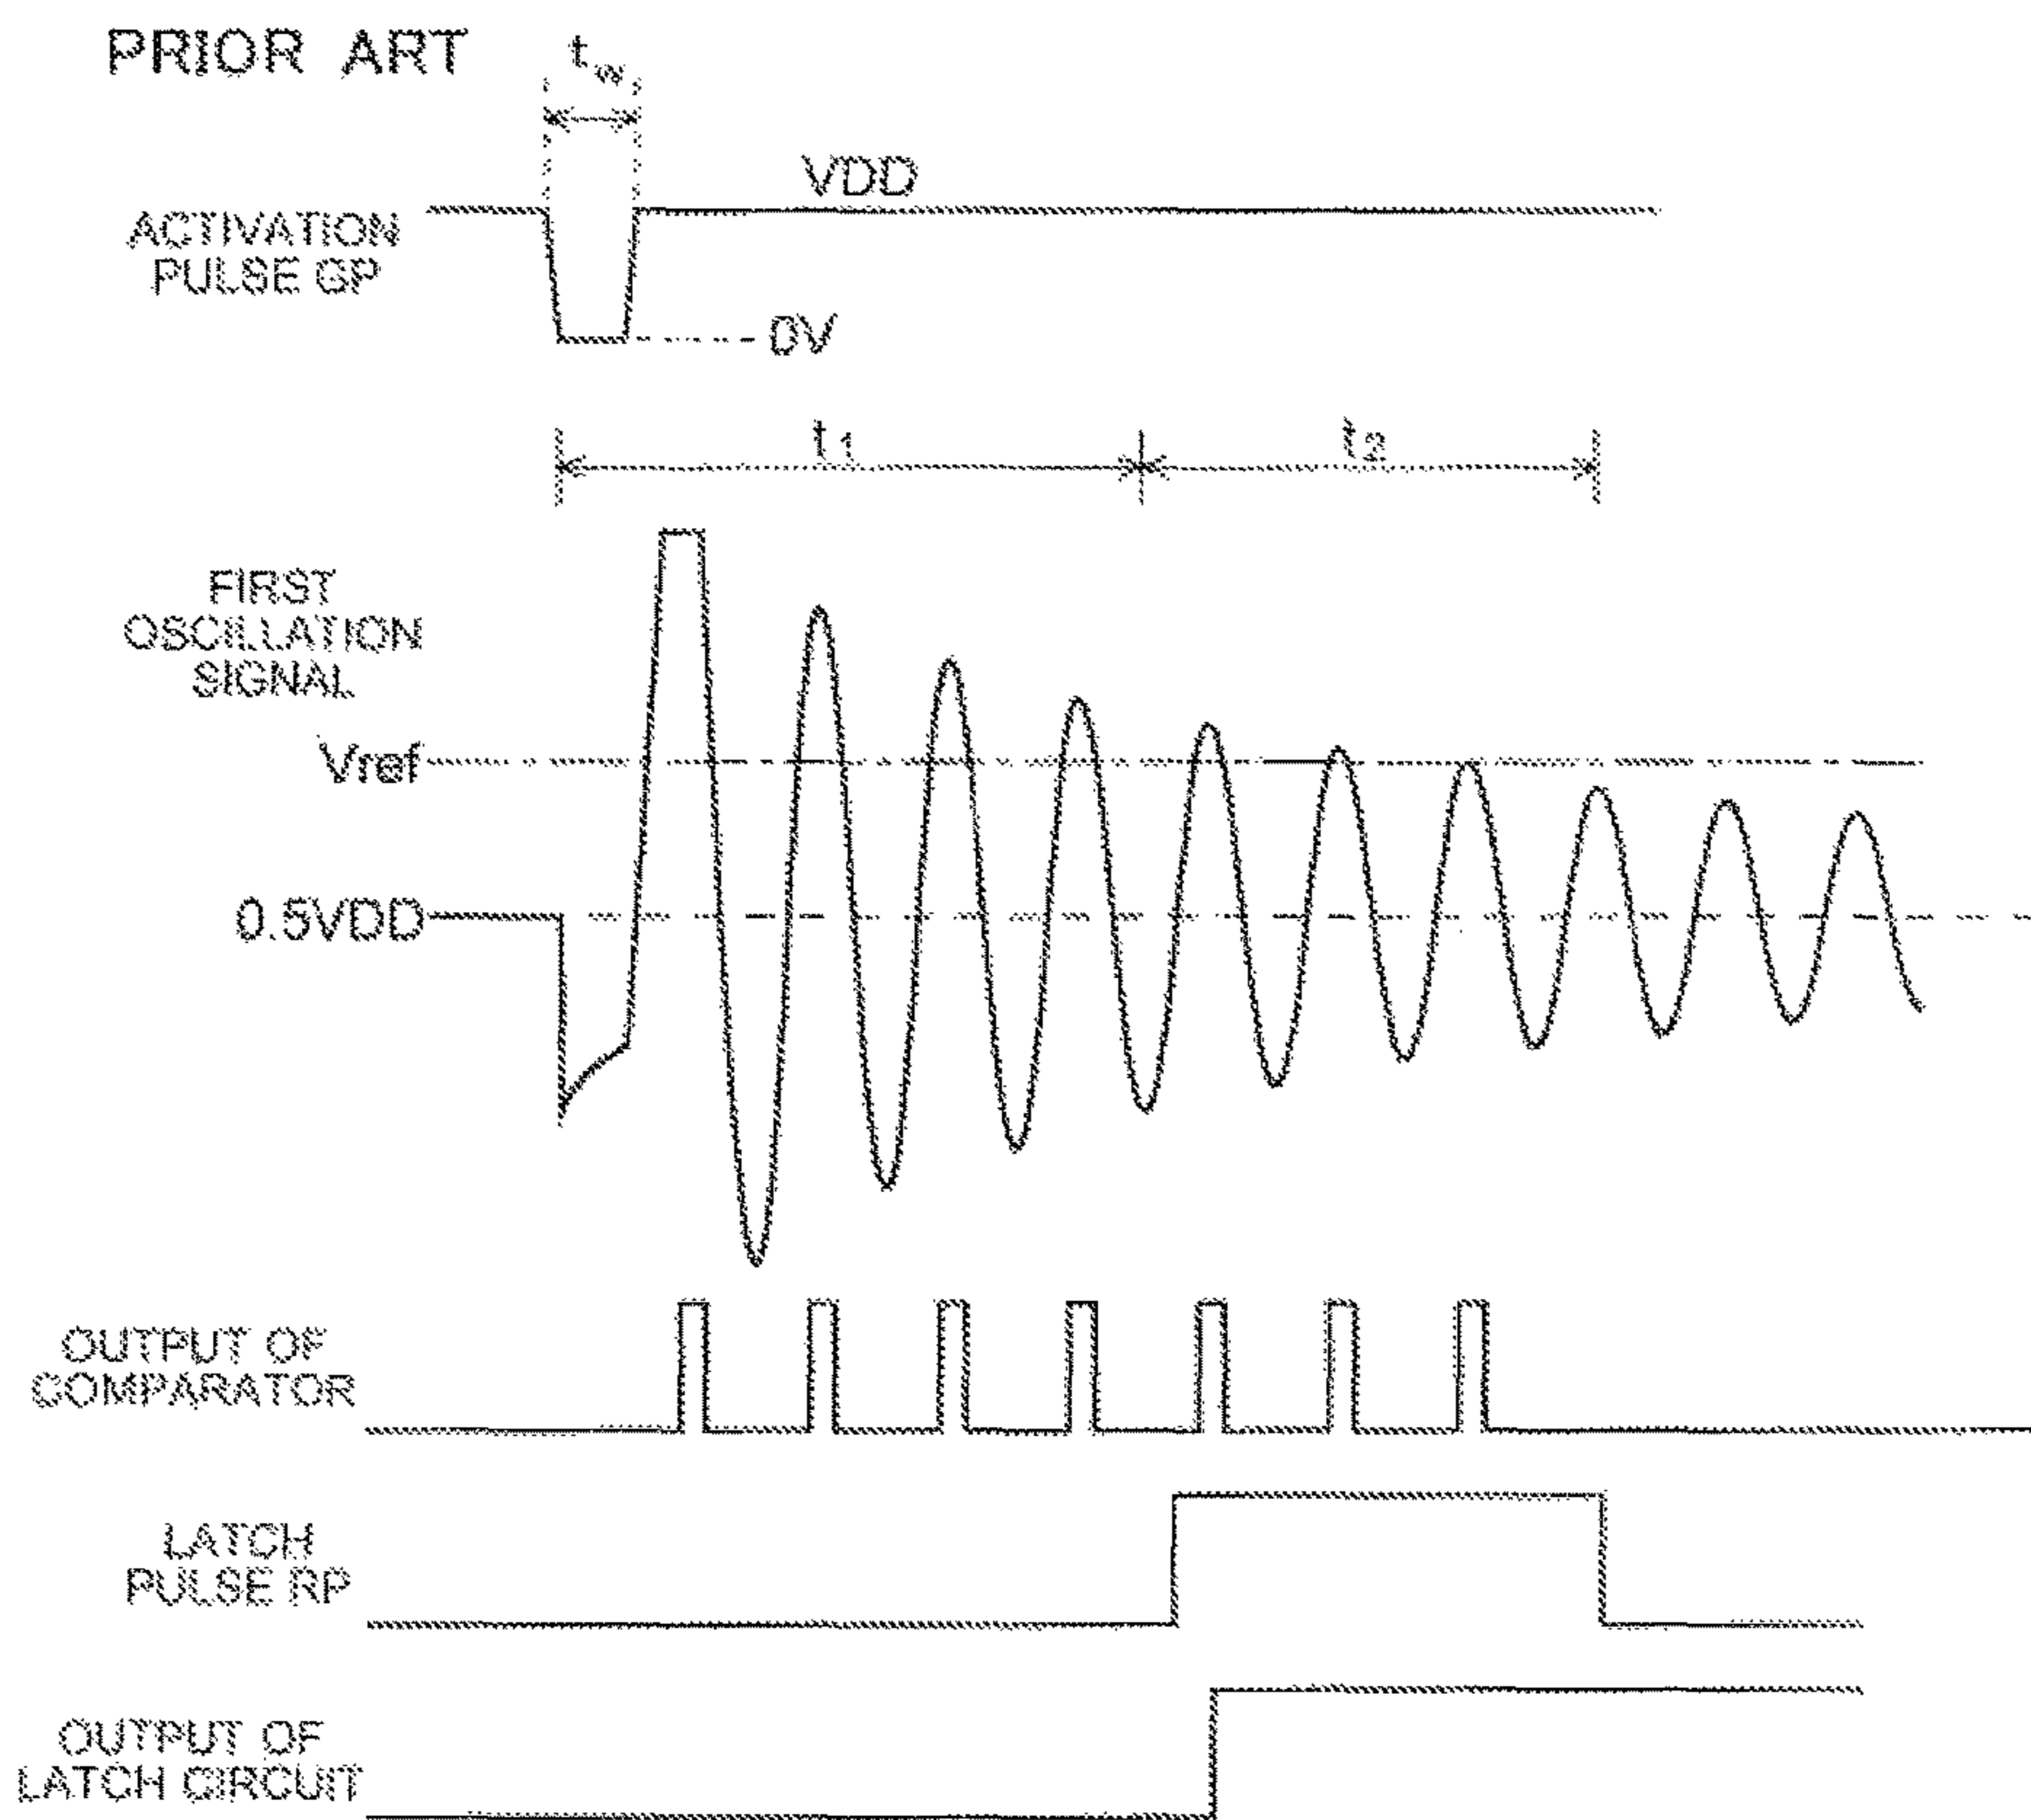 PRIOR ART
tw
VDD
ACTIVATION
PULSE GP
0V
t1
t2
FIRST
OSCILLATION
SIGNAL
Vref
0.5VDD
OUTPUT OF
COMPARATOR
LATCH
PULSE RP
OUTPUT OF
LATCH CIRCUIT